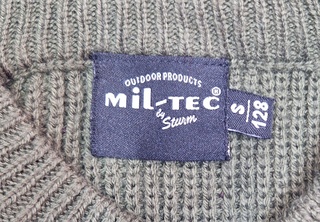 OUTDOOR PRODUCTS
MiL-TEC®
by Sturm
S/128